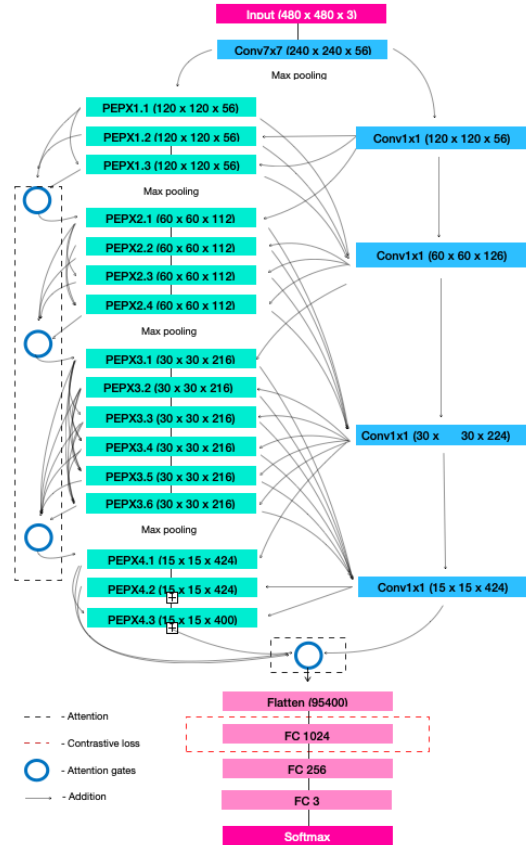 Input (480 x 480 x 3)
Conv7x7 (240 x 240 x 56)
Max pooling
PEPX1.1 (120 x 120 x 56)
PEPX1.2 (120 x 120 x 56)
Conv1x1 (120 x 120 x 56)
PEPX1.3 (120 x 120 x 56)
Max pooling
PEPX2.1 (60 x 60 x 112)
PEPX2.2 (60 x 60 x 112)
Conv1x1 (60 x 60 x 126)
PEPX2.3 (60 x 60 x 112)
PEPX2.4 (60 x 60 x 112)
Max pooling
PEPX3.1 (30 x 30 x 216)
PEPX3.2 (30 x 30 x 216)
PEPX3.3 (30 x 30 x 216)
Conv1x1 (30 x 30 x 224)
PEPX3.4 (30 x 30 x 216)
PEPX3.5 (30 x 30 x 216)
PEPX3.6 (30 x 30 x 216)
Max pooling
PEPX4.1 (15 x 15 x 424)
PEPX4.2 (15 x 15 x 424)
Conv1x1 (15 x 15 x 424)
PEPX4.3 (15 x 15 x 400)
Flatten (95400)
- Attention
FC 1024
- Contrastive loss
- Attention gates
FC 256
- Addition
FC 3
Softmax